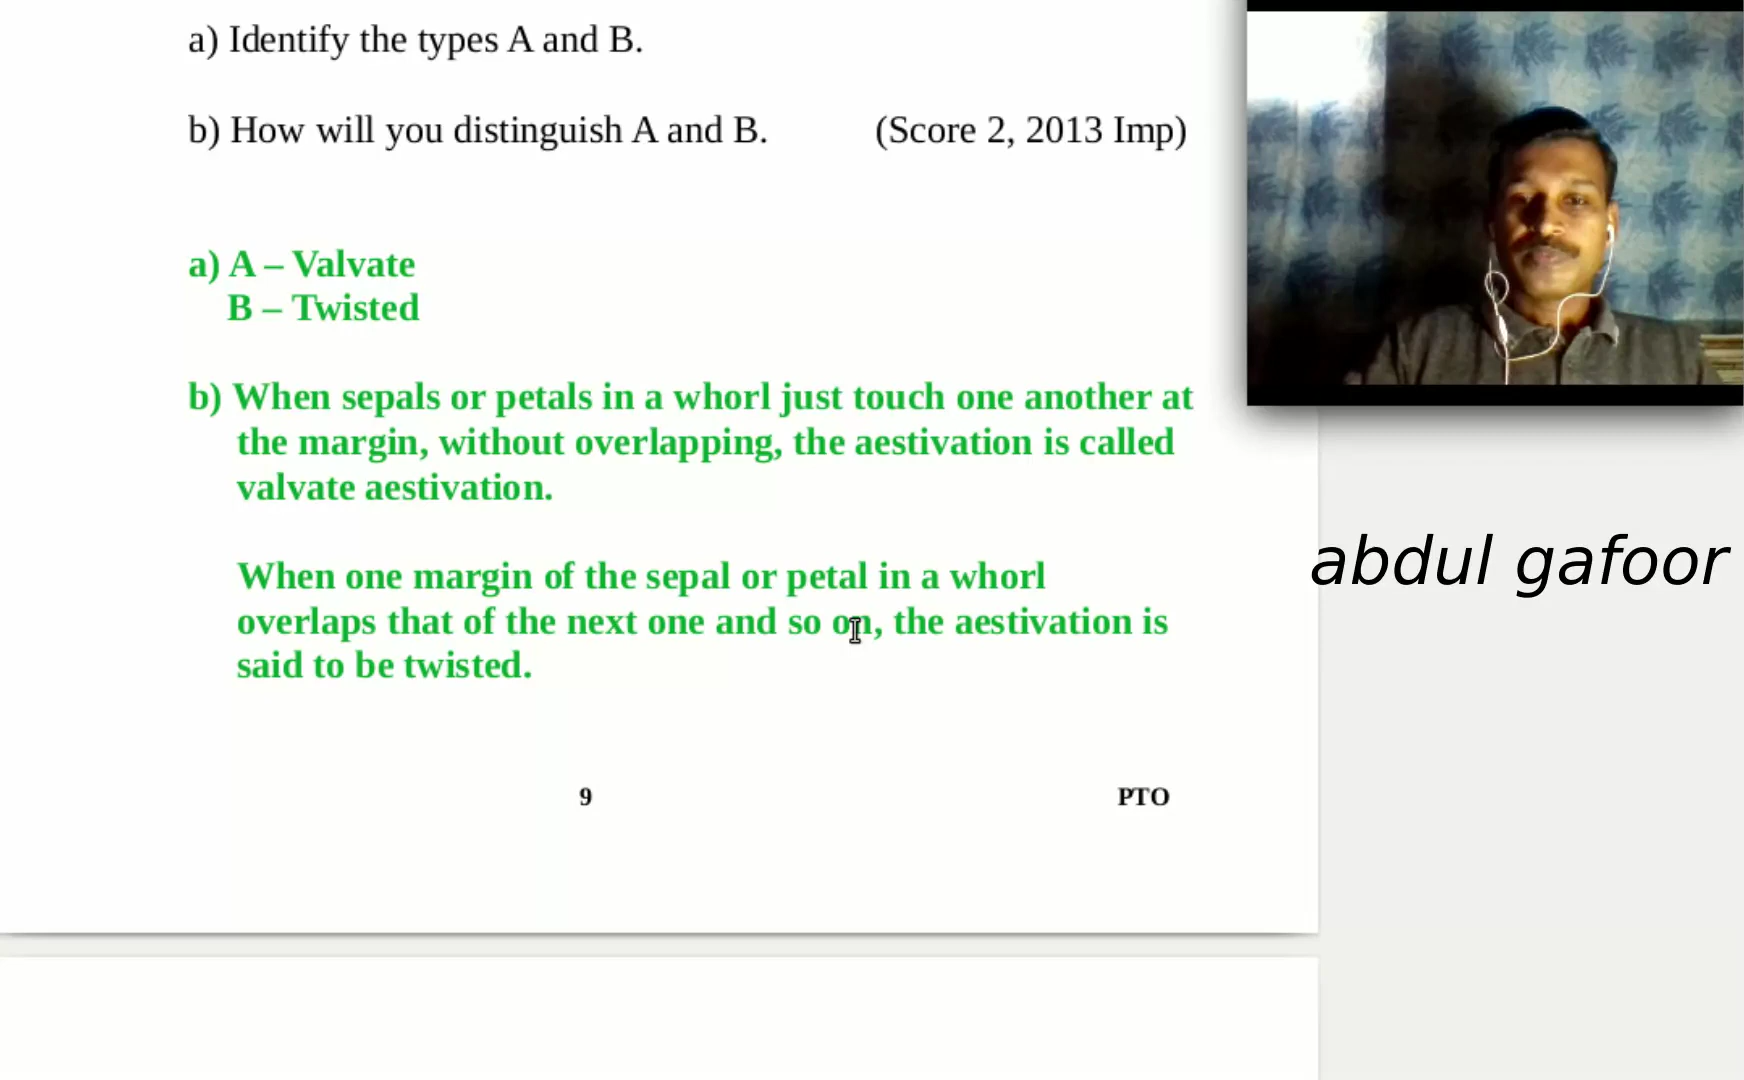 a) Identify the types A and B.
b) How will you distinguish A and B. (Score 2, 2013 Imp)
a) A – Valvate
B – Twisted
b) When sepals or petals in a whorl just touch one another at
the margin, without overlapping, the aestivation is called
valvate aestivation.
When one margin of the sepal or petal in a whorl
overlaps that of the next one and so on, the aestivation is
said to be twisted.
abdul gafoor
9 PTO